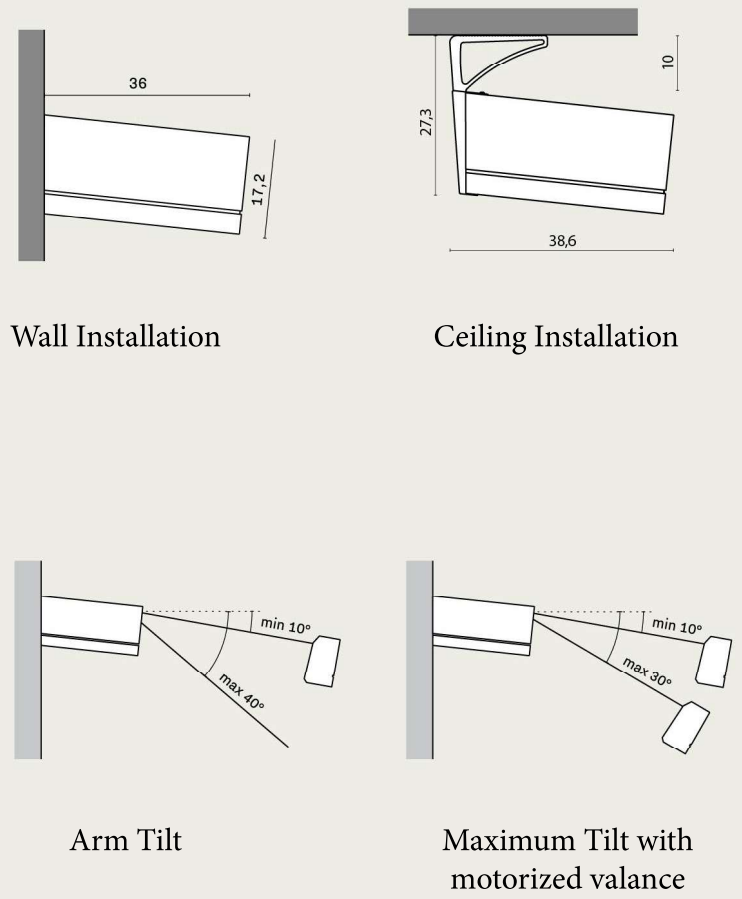 36
17,2
10
27,3
38,6
Wall Installation
Ceiling Installation
min 10°
max 40°
min 10°
max 30°
Arm Tilt
Maximum Tilt with
motorized valance